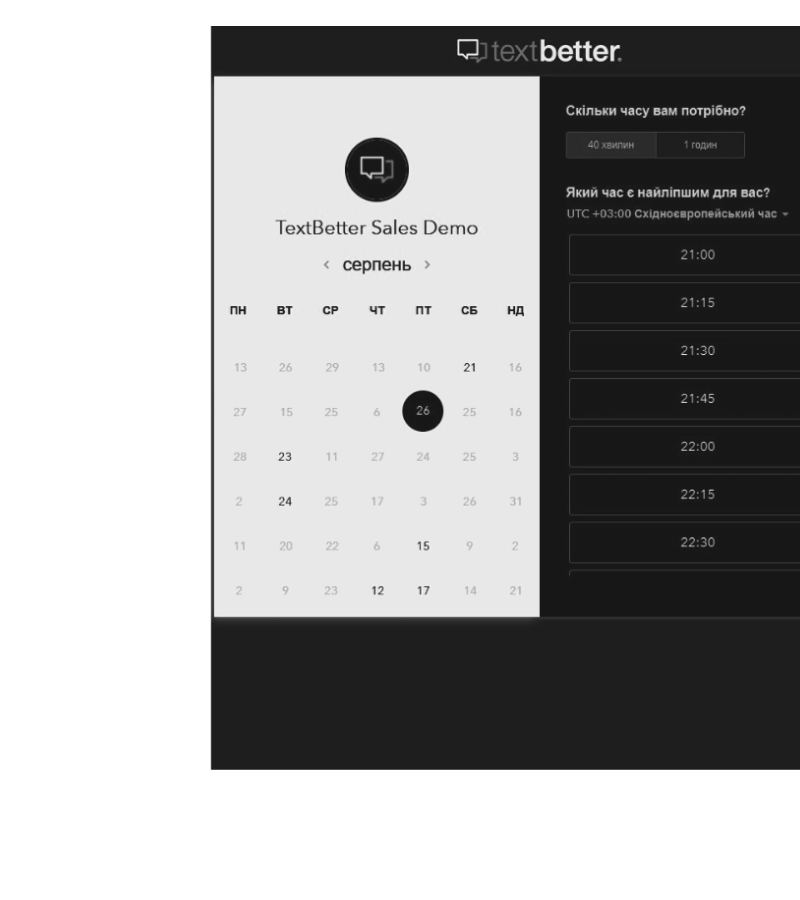 textbetter.
TextBetter Sales Demo
‹ серпень ›
ПН ВТ СР ЧТ ПТ СБ НД
13 26 29 13 10 21 16
27 15 25 6 26 25 16
28 23 11 27 24 25 3
2 24 25 17 3 26 31
11 20 22 6 15 9 2
2 9 23 12 17 14 21
Скільки часу вам потрібно?
40 хвилин 1 годин
Який час є найліпшим для вас?
UTC +03:00 Східноєвропейський час
21:00
21:15
21:30
21:45
22:00
22:15
22:30